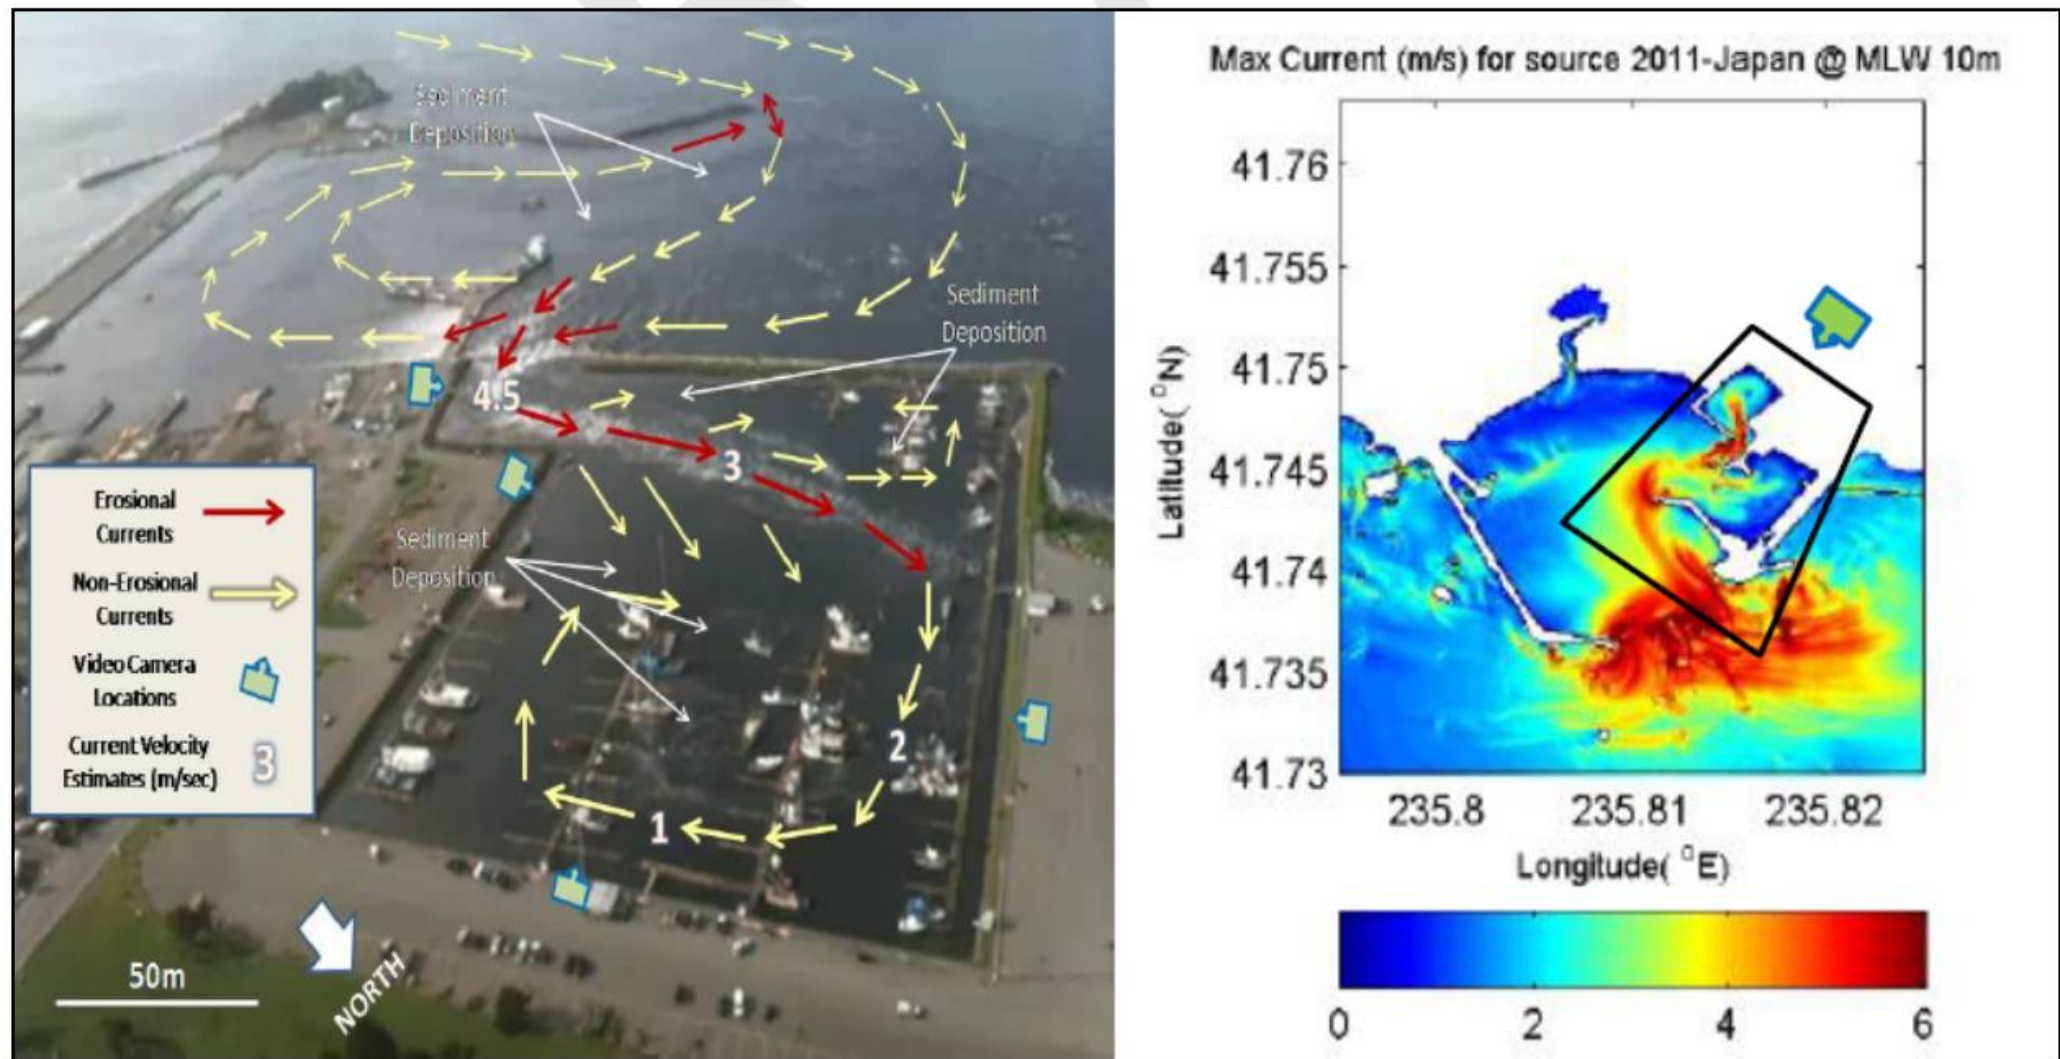 Sediment
Deposition
Sediment
Deposition
4.5
3
Erosional
Currents
Non-Erosional
Currents
Video Camera
Locations
Current Velocity
Estimates (m/sec)
3
Sediment
Deposition
2
1
50m
NORTH
Max Current (m/s) for source 2011-Japan @ MLW 10m
41.76
41.755
41.75
41.745
41.74
41.735
41.73
Latitude( °N)
235.8
235.81
235.82
Longitude( °E)
0
2
4
6